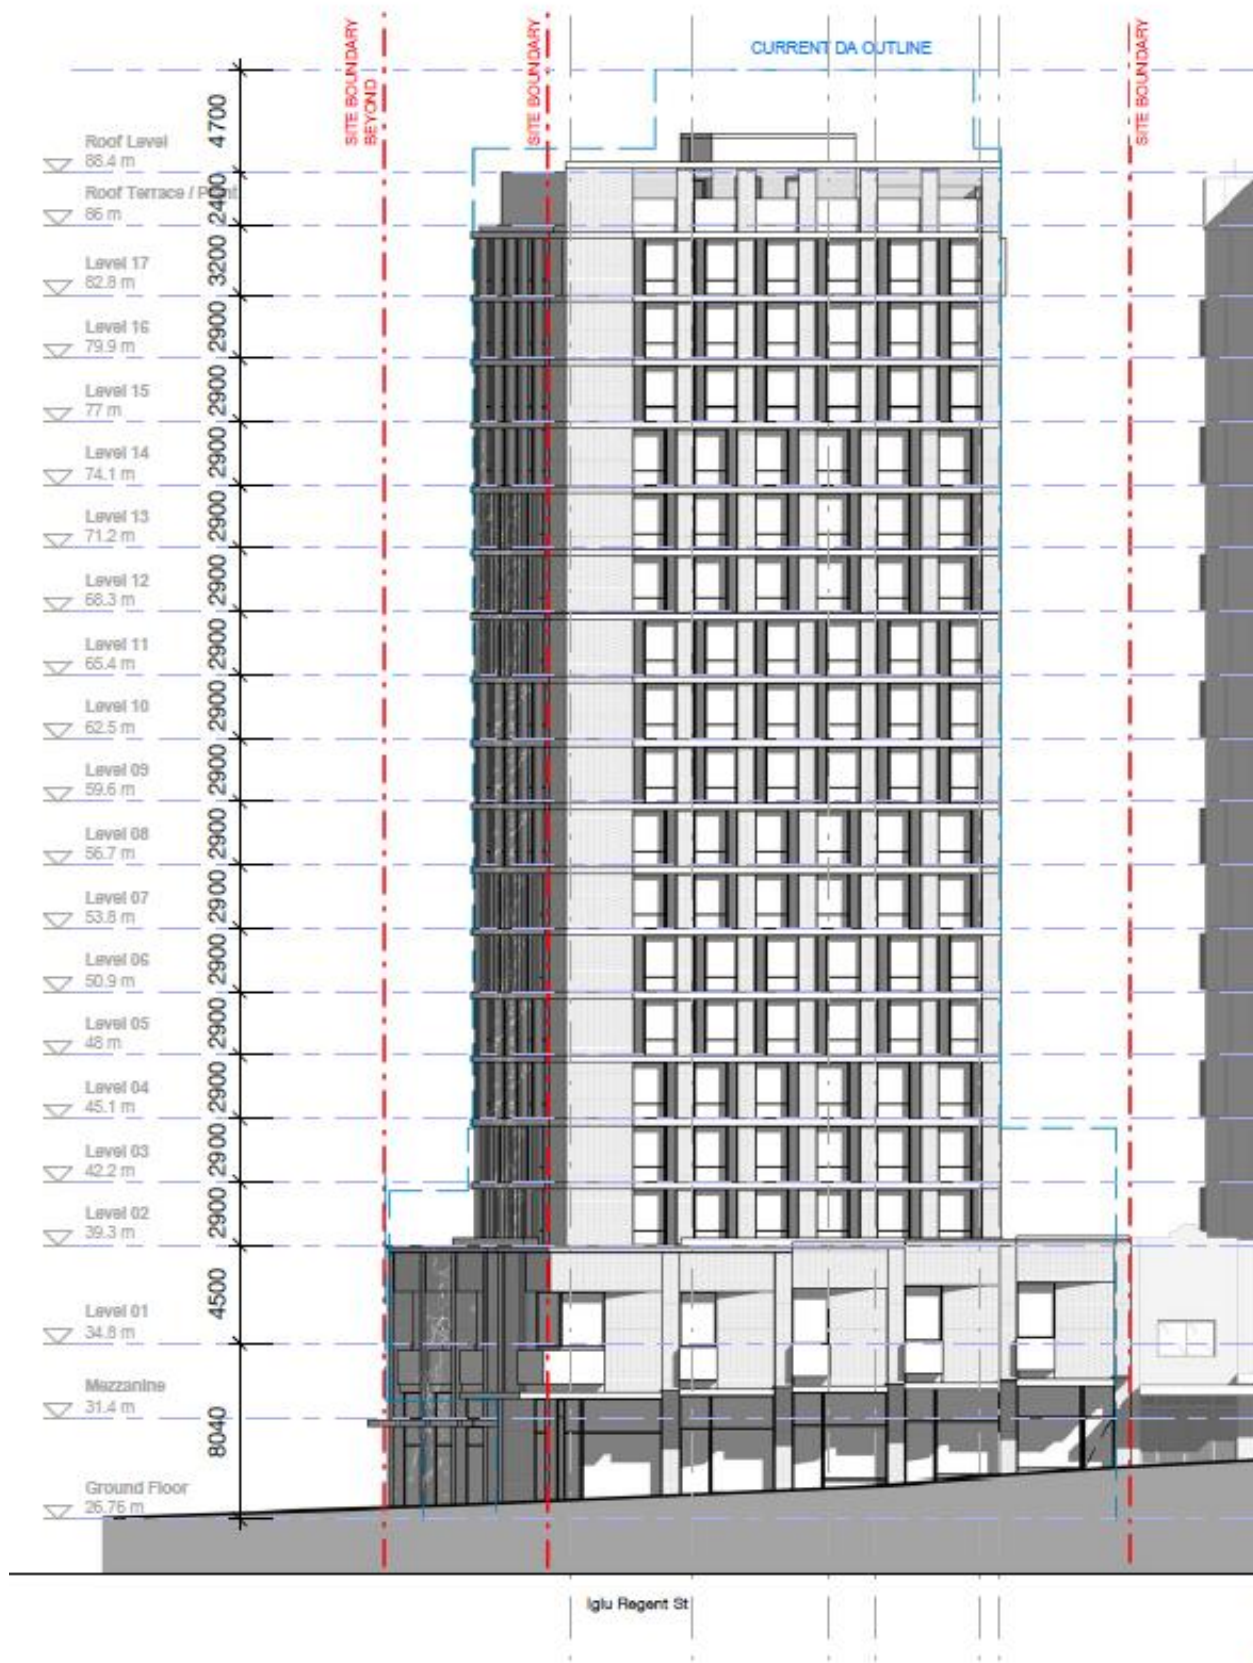 CURRENT DA OUTLINE
SITE BOUNDARY
BEYOND
SITE BOUNDARY
SITE BOUNDARY
4700
Roof Level
88.4 m
2400
Roof Terrace /
86 m
3200
Level 17
82.8 m
2900
Level 16
79.9 m
2900
Level 15
77 m
2900
Level 14
74.1 m
2900
Level 13
71.2 m
2900
Level 12
68.3 m
2900
Level 11
65.4 m
2900
Level 10
62.5 m
2900
Level 09
59.6 m
2900
Level 08
56.7 m
2900
Level 07
53.8 m
2900
Level 06
50.9 m
2900
Level 05
48 m
2900
Level 04
45.1 m
2900
Level 03
42.2 m
2900
Level 02
39.3 m
4500
Level 01
34.8 m
Mezzanine
31.4 m
8040
Ground Floor
26.76 m
Iglu Regent St